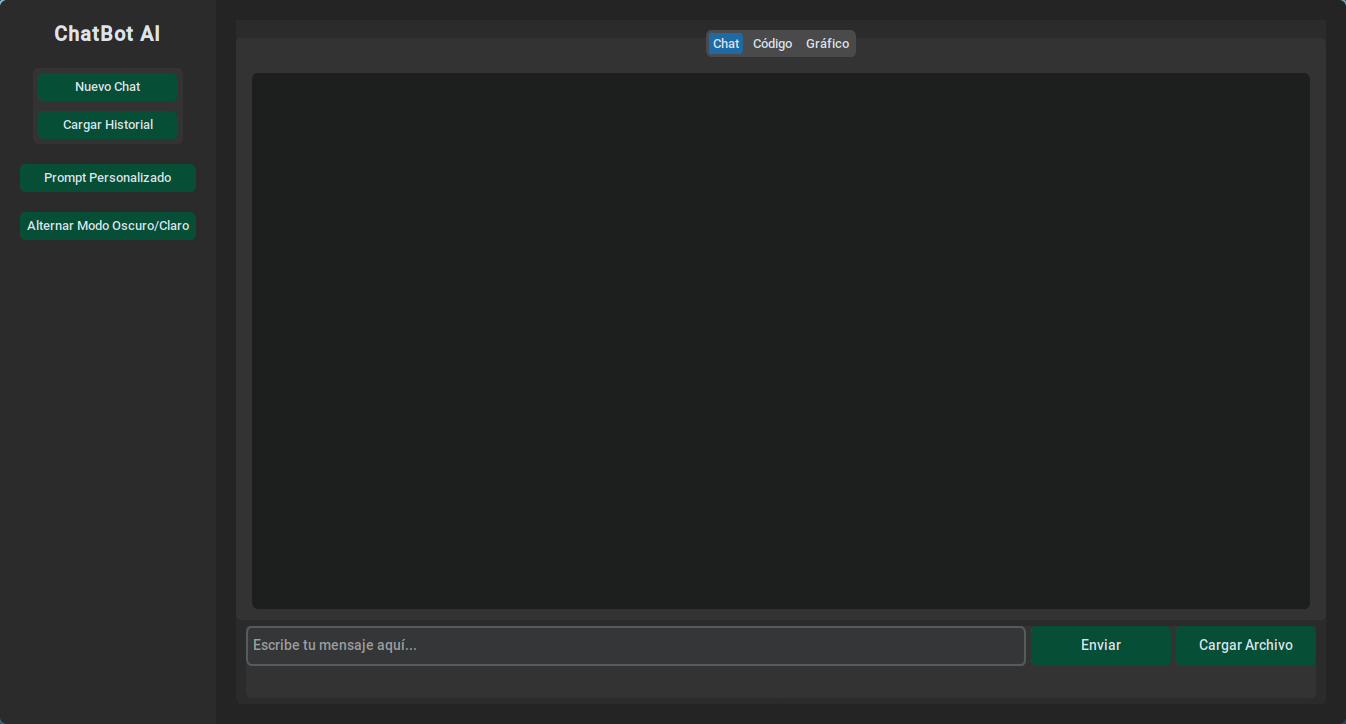 ChatBot AI
Nuevo Chat
Cargar Historial
Prompt Personalizado
Alternar Modo Oscuro/Claro
Chat Código Gráfico
Escribe tu mensaje aquí...
Enviar
Cargar Archivo